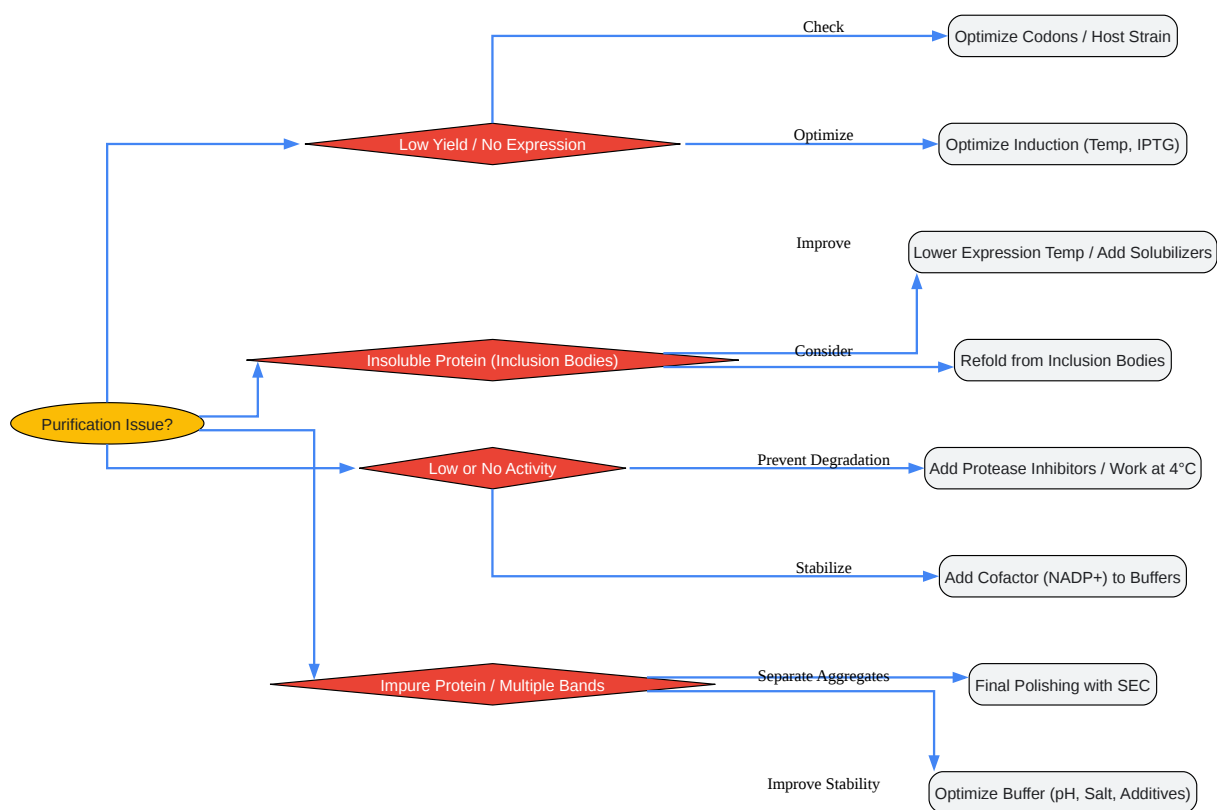 Check
Optimize Codons / Host Strain
Low Yield / No Expression
Optimize
Optimize Induction (Temp, IPTG)
Improve
Lower Expression Temp / Add Solubilizers
Insoluble Protein (Inclusion Bodies)
Consider
Refold from Inclusion Bodies
Purification Issue?
Low or No Activity
Prevent Degradation
Add Protease Inhibitors / Work at 4°C
Stabilize
Add Cofactor (NADP+) to Buffers
Impure Protein / Multiple Bands
Separate Aggregates
Final Polishing with SEC
Improve Stability
Optimize Buffer (pH, Salt, Additives)